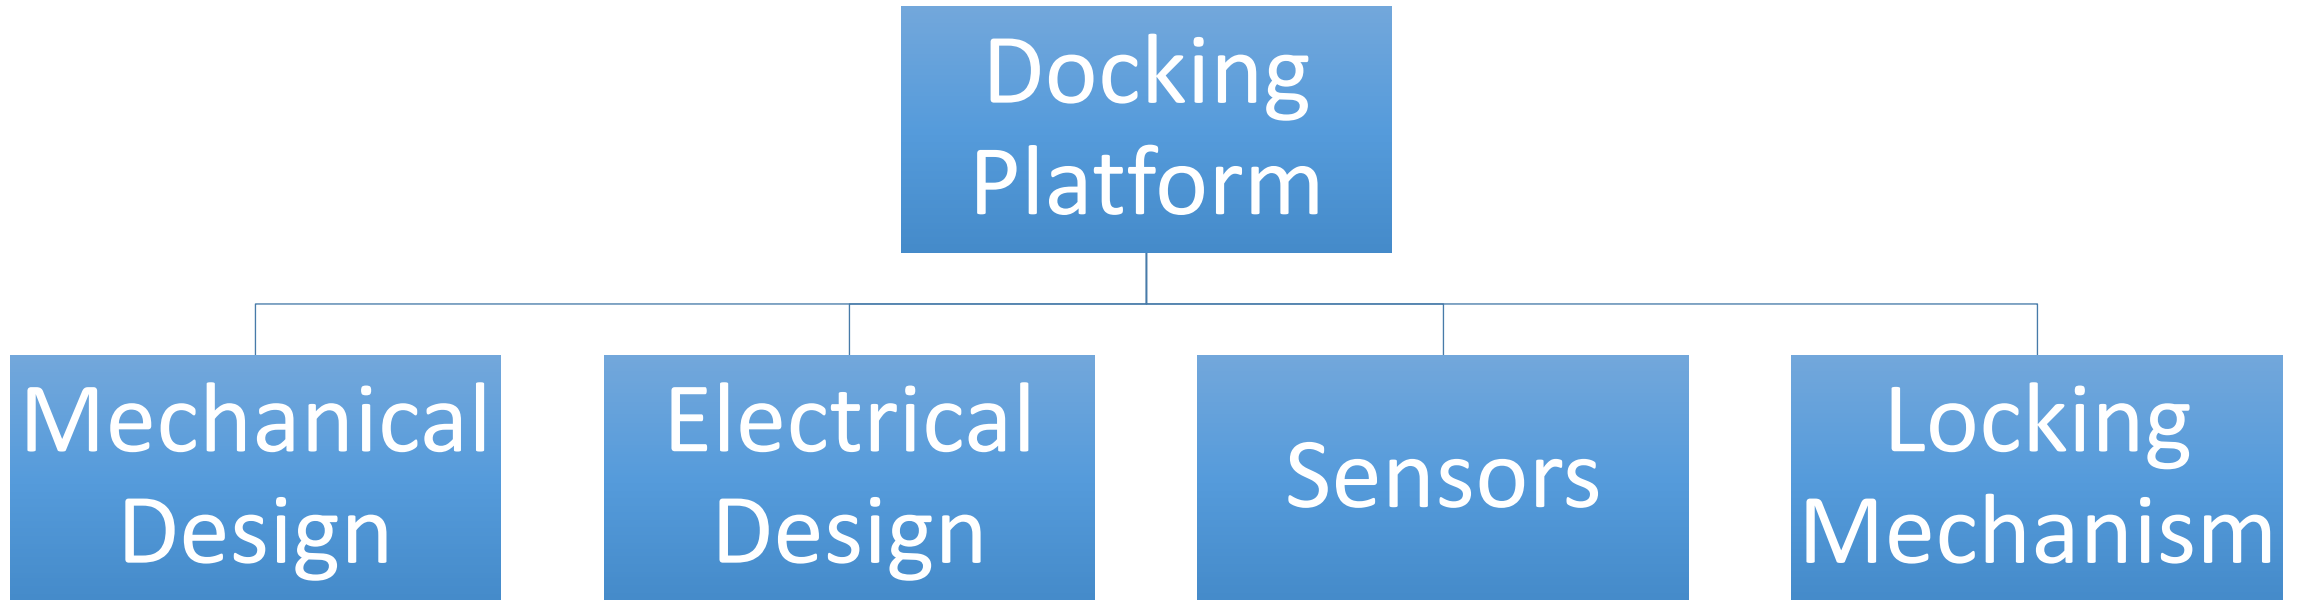 Docking
Platform
Mechanical
Design
Electrical
Design
Sensors
Locking
Mechanism